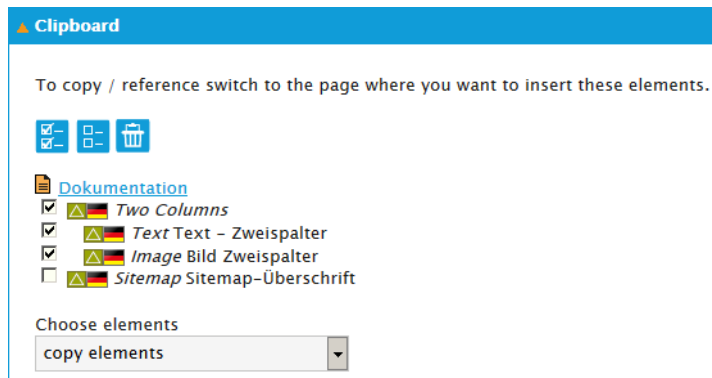 Clipboard
To copy / reference switch to the page where you want to insert these elements.
Dokumentation
Two Columns
Text Text – Zweispalter
Image Bild Zweispalter
Sitemap Sitemap-Überschrift
Choose elements
copy elements